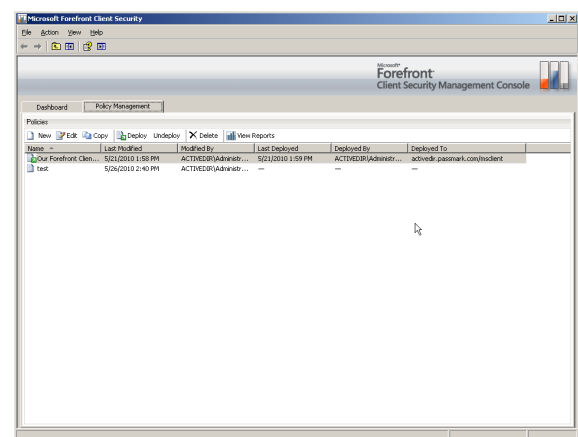 Microsoft Forefront Client Security
File Action View Help
Microsoft®
Forefront™
Client Security Management Console
Dashboard Policy Management
Policies
New Edit Copy Deploy Undeploy Delete View Reports
Name Last Modified Modified By Last Deployed Deployed By Deployed To
Our Forefront Clien... 5/21/2010 1:58 PM ACTIVEDIR\Administr... 5/21/2010 1:59 PM ACTIVEDIR\Administr... activedir.passmark.com/msclient
test 5/26/2010 2:40 PM ACTIVEDIR\Administr... — — —